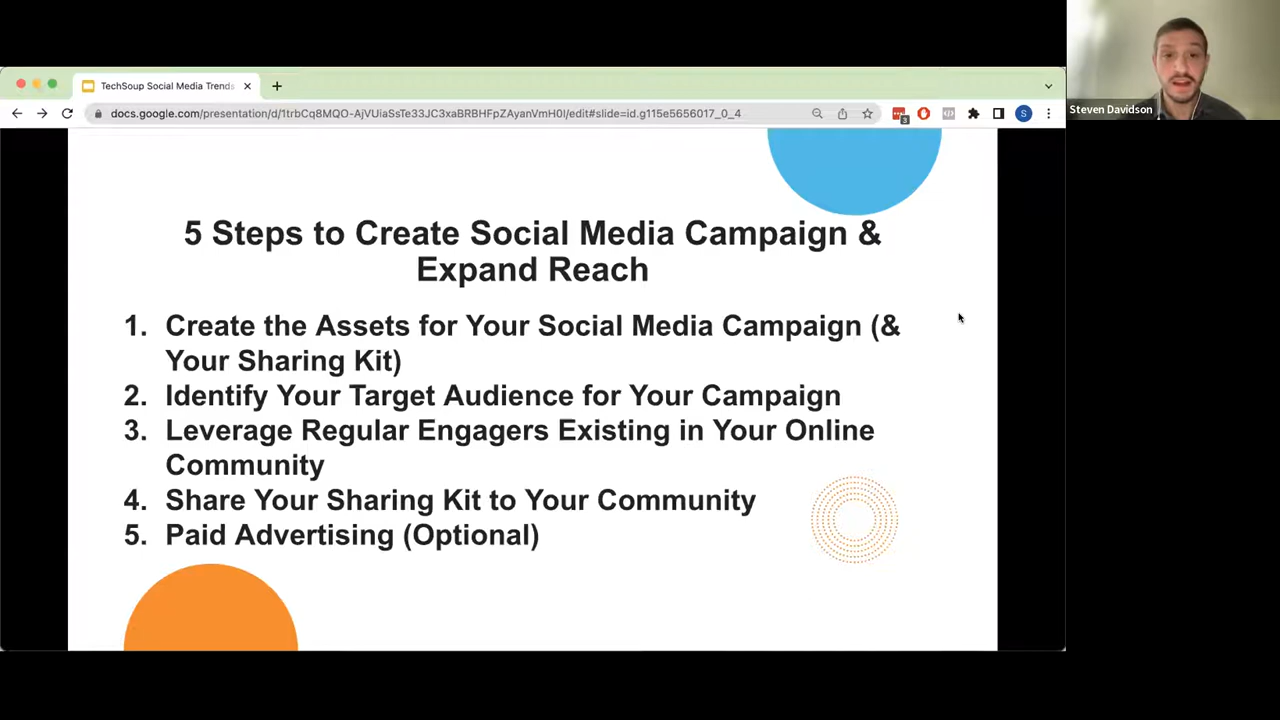 TechSoup Social Media Trends
docs.google.com/presentation/d/1trbCq8MQO-AjVUiaSsTe33JC3xaBRBHFpZAyanVmH0I/edit#slide=id.g115e5656017_0_4
3
S
Steven Davidson
5 Steps to Create Social Media Campaign &
Expand Reach
1. Create the Assets for Your Social Media Campaign (&
Your Sharing Kit)
2. Identify Your Target Audience for Your Campaign
3. Leverage Regular Engagers Existing in Your Online
Community
4. Share Your Sharing Kit to Your Community
5. Paid Advertising (Optional)